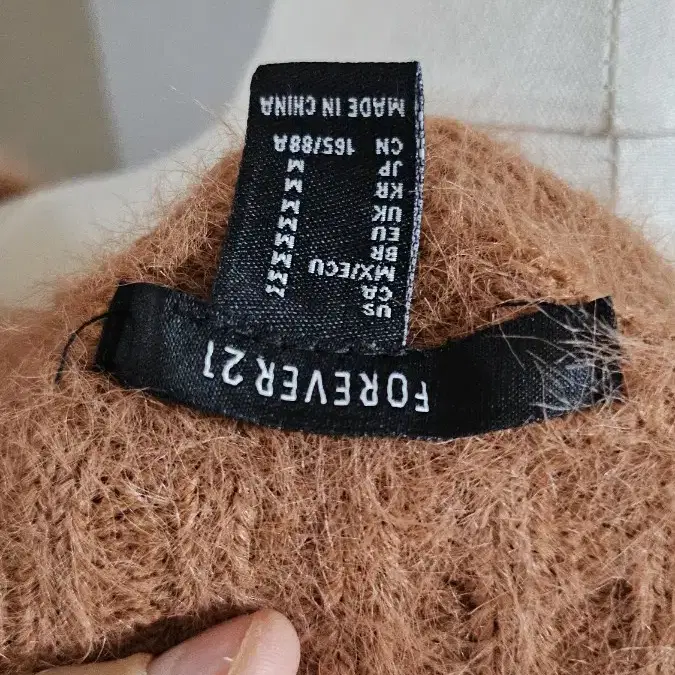 FOREVER 21
US M
CA M
MX/ECU M
BR M
EU M
UK M
KR M
JP M
CN 165/88A
MADE IN CHINA